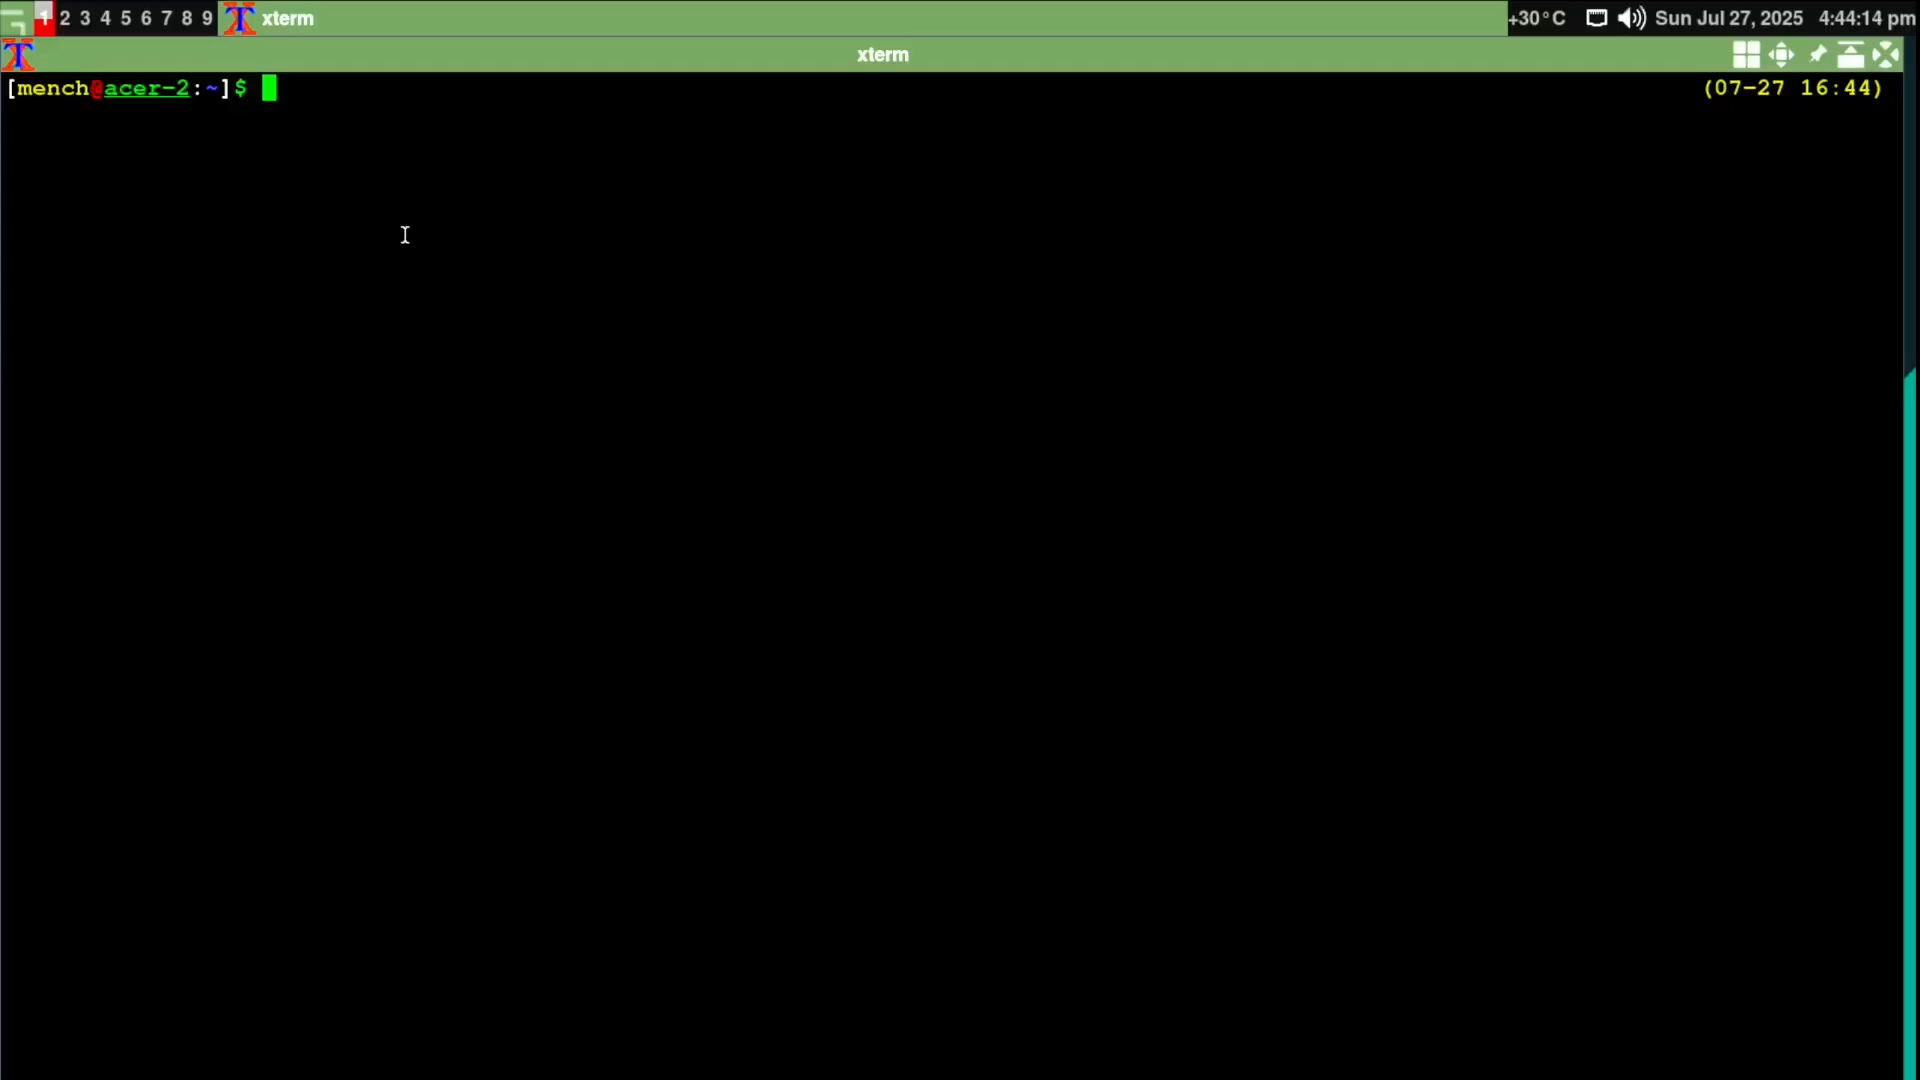 1 2 3 4 5 6 7 8 9 xterm +30°C Sun Jul 27, 2025 4:44:14 pm
xterm
[mench@acer-2:~]$ (07-27 16:44)